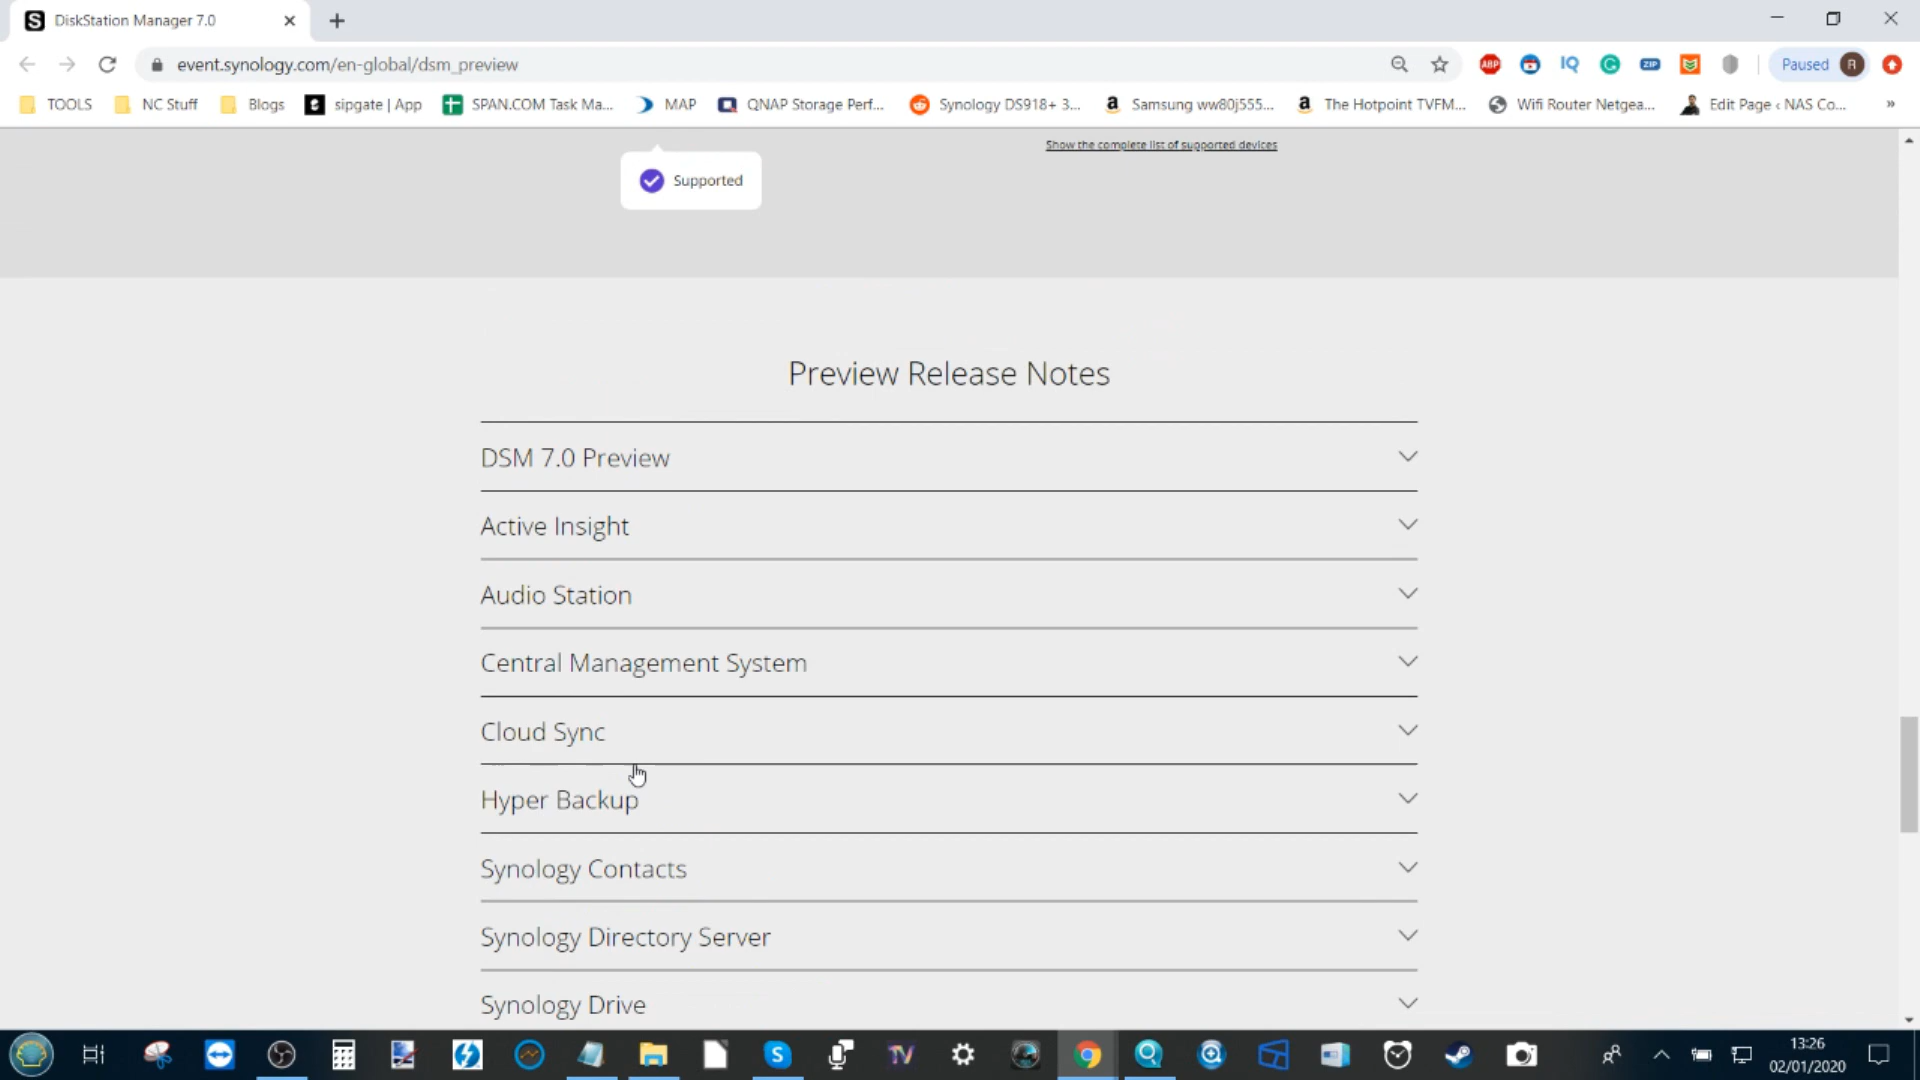 DiskStation Manager 7.0
event.synology.com/en-global/dsm_preview
ABP
IQ
ZIP
Paused
R
TOOLS
NC Stuff
Blogs
sipgate | App
SPAN.COM Task Ma...
MAP
QNAP Storage Perf...
Synology DS918+ 3...
Samsung ww80j555...
The Hotpoint TVFM...
Wifi Router Netgea...
Edit Page ‹ NAS Co...
»
Show the complete list of supported devices
Supported
Preview Release Notes
DSM 7.0 Preview
Active Insight
Audio Station
Central Management System
Cloud Sync
Hyper Backup
Synology Contacts
Synology Directory Server
Synology Drive
TV
13:26
02/01/2020